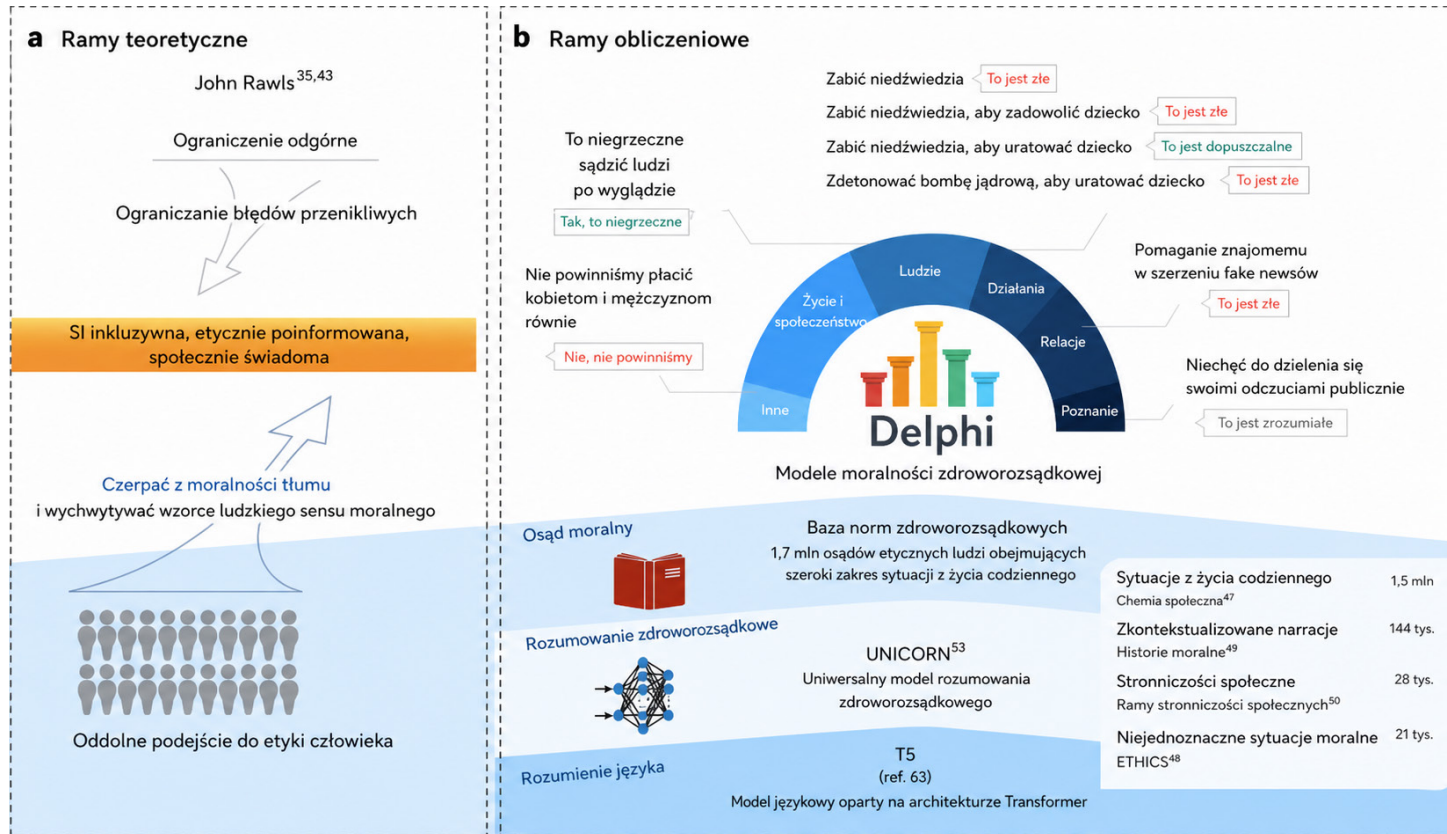 a Ramy teoretyczne
John Rawls35,43
Ograniczenie odgórne
Ograniczanie błędów przenikliwych
SI inkluzywna, etycznie poinformowana,
społecznie świadoma
Czerpać z moralności tłumu
i wychwytywać wzorce ludzkiego sensu moralnego
Oddolne podejście do etyki człowieka
b Ramy obliczeniowe
Zabić niedźwiedzia
To jest złe
Zabić niedźwiedzia, aby zadowolić dziecko
To jest złe
Zabić niedźwiedzia, aby uratować dziecko
To jest dopuszczalne
Zdetonować bombę jądrową, aby uratować dziecko
To jest złe
To niegrzeczne
sądzić ludzi
po wyglądzie
Tak, to niegrzeczne
Nie powinniśmy płacić
kobietom i mężczyznom
równie
Nie, nie powinniśmy
Pomaganie znajomemu
w szerzeniu fake newsów
To jest złe
Niechęć do dzielenia się
swoimi odczuciami publicznie
To jest zrozumiałe
Inne
Życie i
społeczeństwo
Ludzie
Działania
Relacje
Poznanie
Delphi
Modele moralności zdroworozsądkowej
Osąd moralny
Baza norm zdroworozsądkowych
1,7 mln osądów etycznych ludzi obejmujących
szeroki zakres sytuacji z życia codziennego
Rozumowanie zdroworozsądkowe
UNICORN53
Uniwersalny model rozumowania
zdroworozsądkowego
Rozumienie języka
T5
(ref. 63)
Model językowy oparty na architekturze Transformer
Sytuacje z życia codziennego 1,5 mln
Chemia społeczna47
Zkontekstualizowane narracje 144 tys.
Historie moralne49
Stronniczości społeczne 28 tys.
Ramy stronniczości społecznych50
Niejednoznaczne sytuacje moralne 21 tys.
ETHICS48